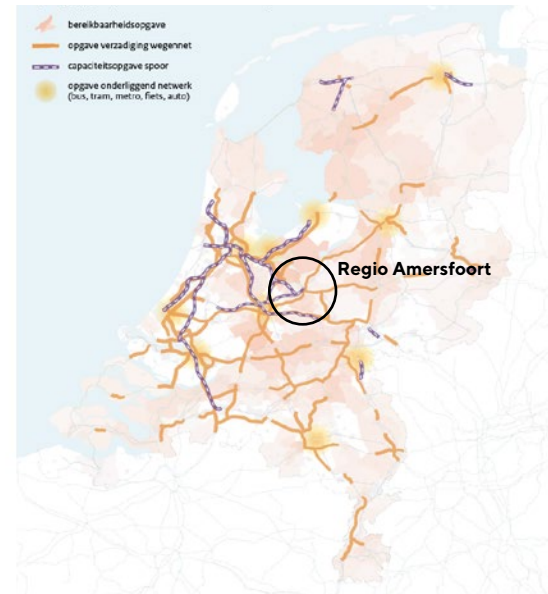 bereikbaarheidsopgave
opgave verzadiging wegennet
capaciteitsopgave spoor
opgave onderliggend netwerk
(bus, tram, metro, fiets, auto)
Regio Amersfoort